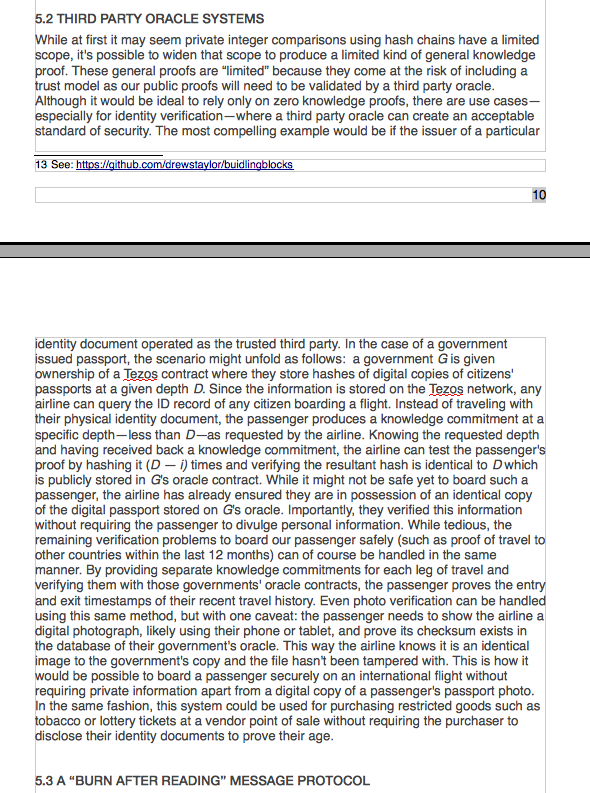 5.2 THIRD PARTY ORACLE SYSTEMS
While at first it may seem private integer comparisons using hash chains have a limited
scope, it's possible to widen that scope to produce a limited kind of general knowledge
proof. These general proofs are “limited” because they come at the risk of including a
trust model as our public proofs will need to be validated by a third party oracle.
Although it would be ideal to rely only on zero knowledge proofs, there are use cases—
especially for identity verification—where a third party oracle can create an acceptable
standard of security. The most compelling example would be if the issuer of a particular
13 See: https://github.com/drewstaylor/buidlingblocks
10
identity document operated as the trusted third party. In the case of a government
issued passport, the scenario might unfold as follows:  a government G is given
ownership of a Tezos contract where they store hashes of digital copies of citizens'
passports at a given depth D. Since the information is stored on the Tezos network, any
airline can query the ID record of any citizen boarding a flight. Instead of traveling with
their physical identity document, the passenger produces a knowledge commitment at a
specific depth—less than D—as requested by the airline. Knowing the requested depth
and having received back a knowledge commitment, the airline can test the passenger's
proof by hashing it (D — i) times and verifying the resultant hash is identical to D which
is publicly stored in G's oracle contract. While it might not be safe yet to board such a
passenger, the airline has already ensured they are in possession of an identical copy
of the digital passport stored on G's oracle. Importantly, they verified this information
without requiring the passenger to divulge personal information. While tedious, the
remaining verification problems to board our passenger safely (such as proof of travel to
other countries within the last 12 months) can of course be handled in the same
manner. By providing separate knowledge commitments for each leg of travel and
verifying them with those governments' oracle contracts, the passenger proves the entry
and exit timestamps of their recent travel history. Even photo verification can be handled
using this same method, but with one caveat: the passenger needs to show the airline a
digital photograph, likely using their phone or tablet, and prove its checksum exists in
the database of their government's oracle. This way the airline knows it is an identical
image to the government's copy and the file hasn't been tampered with. This is how it
would be possible to board a passenger securely on an international flight without
requiring private information apart from a digital copy of a passenger's passport photo.
In the same fashion, this system could be used for purchasing restricted goods such as
tobacco or lottery tickets at a vendor point of sale without requiring the purchaser to
disclose their identity documents to prove their age.
5.3 A “BURN AFTER READING” MESSAGE PROTOCOL